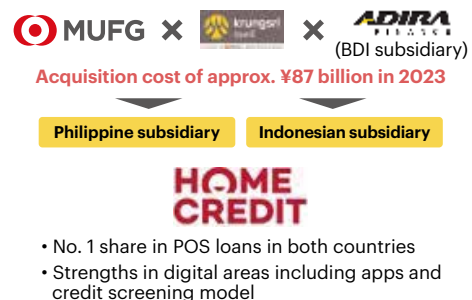 MUFG × krungsri × ADIRA
FINANCE
(BDI subsidiary)
Acquisition cost of approx. ¥87 billion in 2023
Philippine subsidiary Indonesian subsidiary
HOME
CREDIT
• No. 1 share in POS loans in both countries
• Strengths in digital areas including apps and
credit screening model